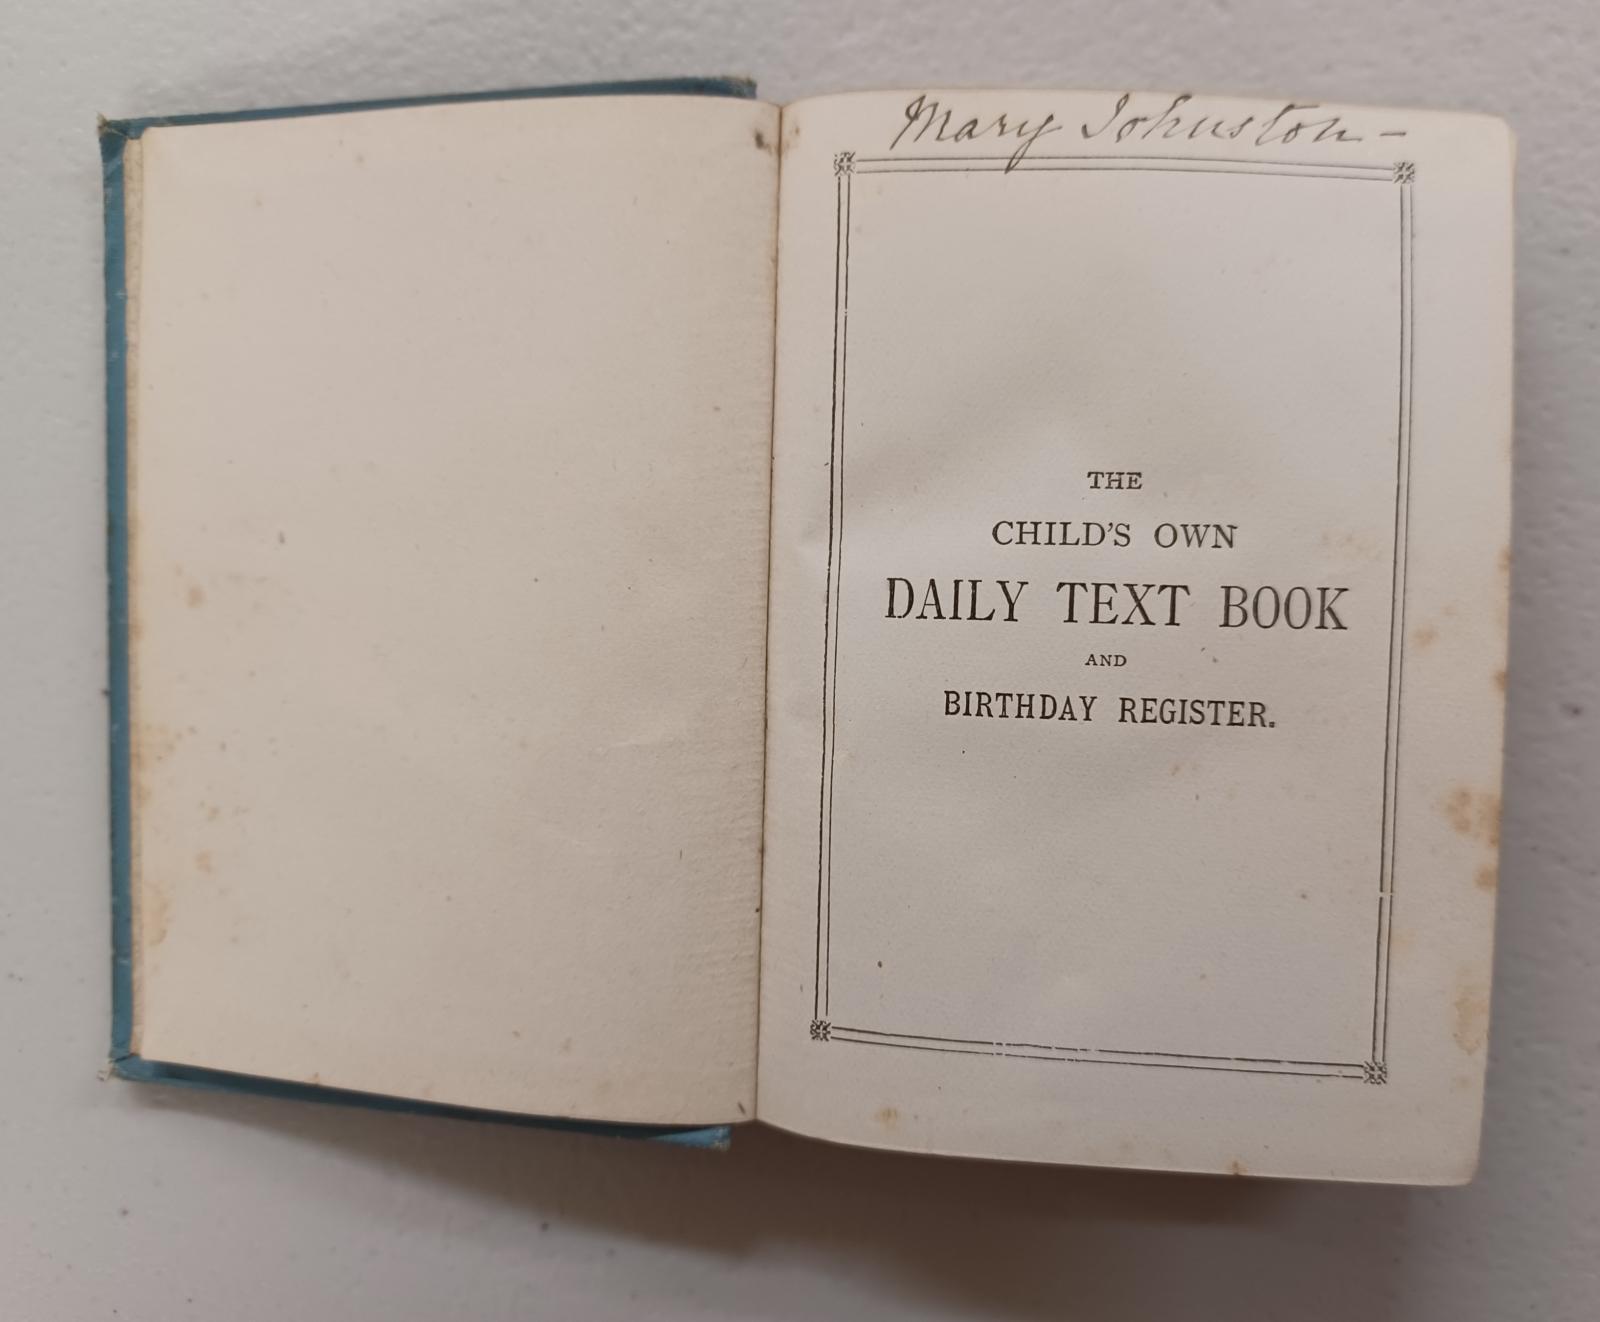 Mary Johnston -
THE
CHILD'S OWN
DAILY TEXT BOOK
AND
BIRTHDAY REGISTER.